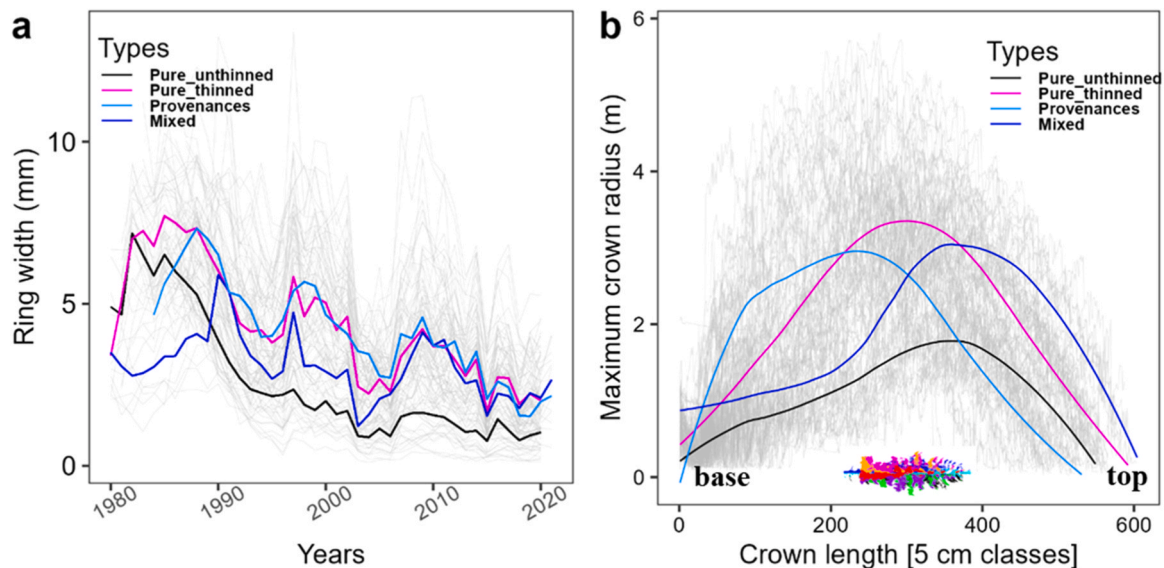 a
Types
Pure_unthinned
Pure_thinned
Provenances
Mixed
Ring width (mm)
10
5
0
1980
1990
2000
2010
2020
Years
b
Types
Pure_unthinned
Pure_thinned
Provenances
Mixed
Maximum crown radius (m)
6
4
2
0
base
top
0
200
400
600
Crown length [5 cm classes]